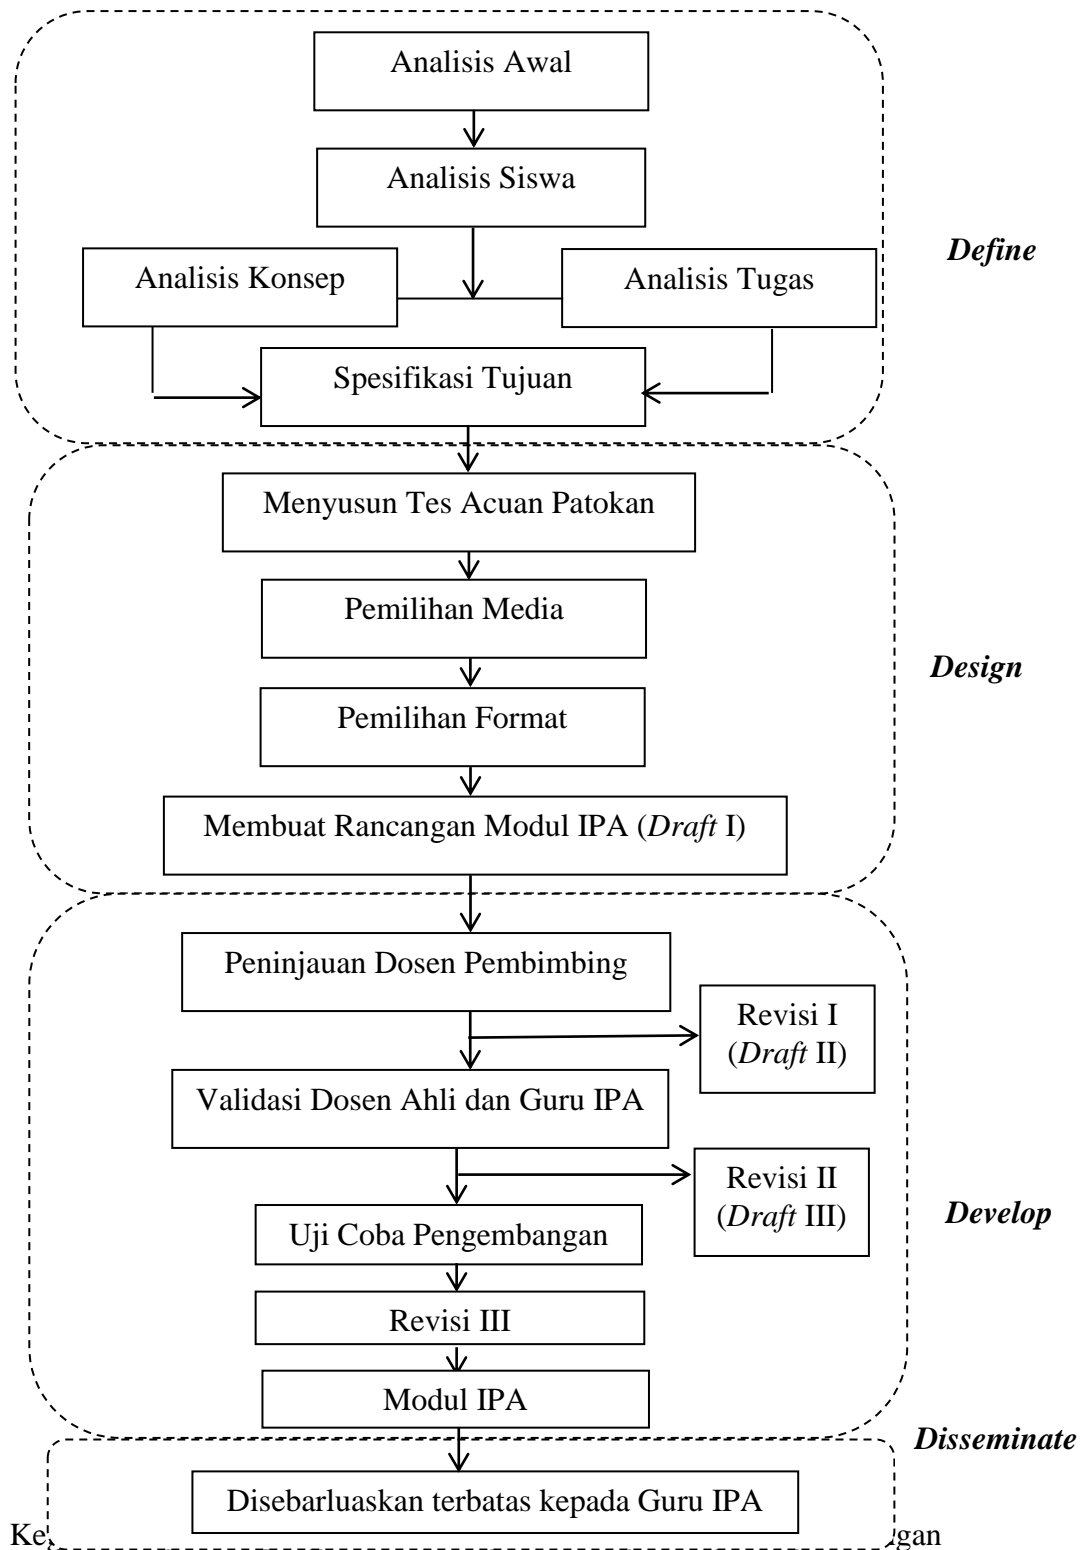 Analisis Awal
Analisis Siswa
Define
Analisis Konsep
Analisis Tugas
Spesifikasi Tujuan
Menyusun Tes Acuan Patokan
Pemilihan Media
Design
Pemilihan Format
Membuat Rancangan Modul IPA (Draft I)
Peninjauan Dosen Pembimbing
Revisi I
(Draft II)
Validasi Dosen Ahli dan Guru IPA
Revisi II
(Draft III)
Develop
Uji Coba Pengembangan
Revisi III
Modul IPA
Disseminate
Disebarluaskan terbatas kepada Guru IPA